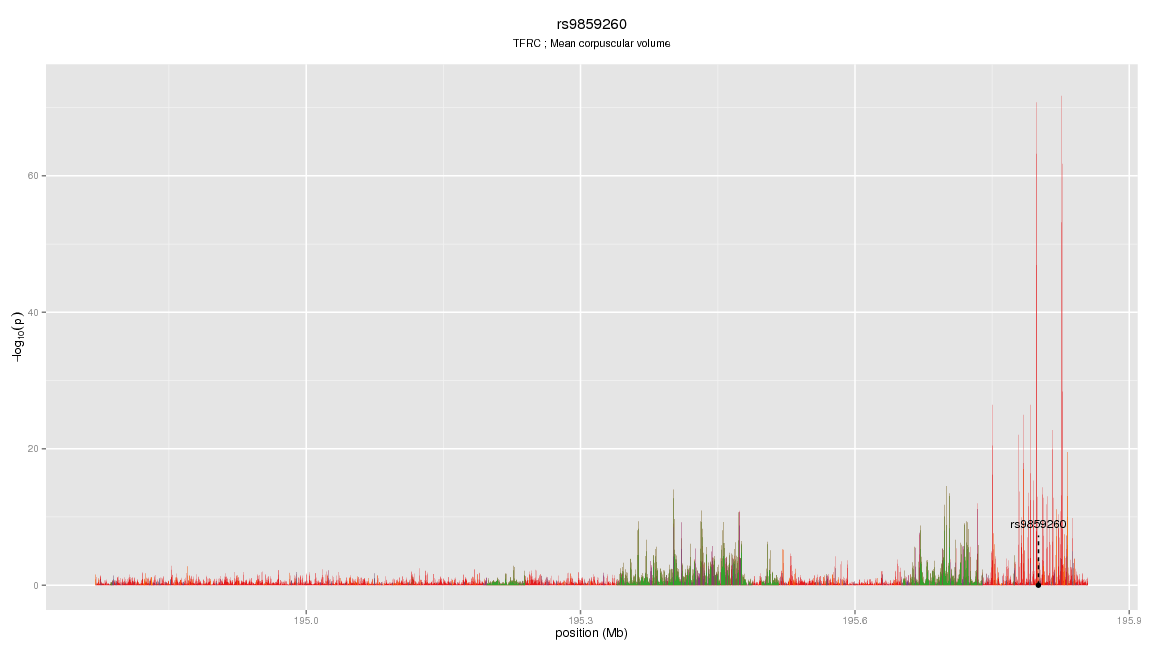 rs9859260
TFRC ; Mean corpuscular volume
−log10(p)
60
40
20
0
rs9859260
195.0 195.3 195.6 195.9
position (Mb)